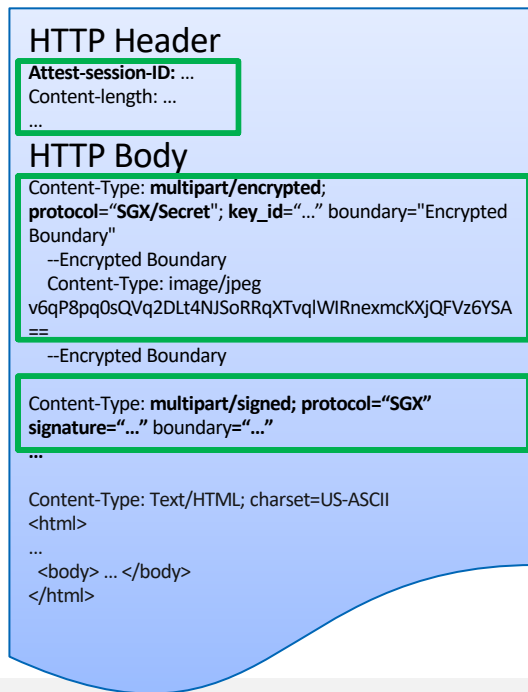 HTTP Header
Attest-session-ID: ...
Content-length: ...
...
HTTP Body
Content-Type: multipart/encrypted;
protocol=“SGX/Secret"; key_id=“...” boundary="Encrypted
Boundary"
--Encrypted Boundary
Content-Type: image/jpeg
v6qP8pq0sQVq2DLt4NJSoRRqXTvqlWIRnexmcKXjQFVz6YSA
==
--Encrypted Boundary
Content-Type: multipart/signed; protocol=“SGX”
signature=“...” boundary=“...”
...
Content-Type: Text/HTML; charset=US-ASCII
<html>
...
<body> ... </body>
</html>